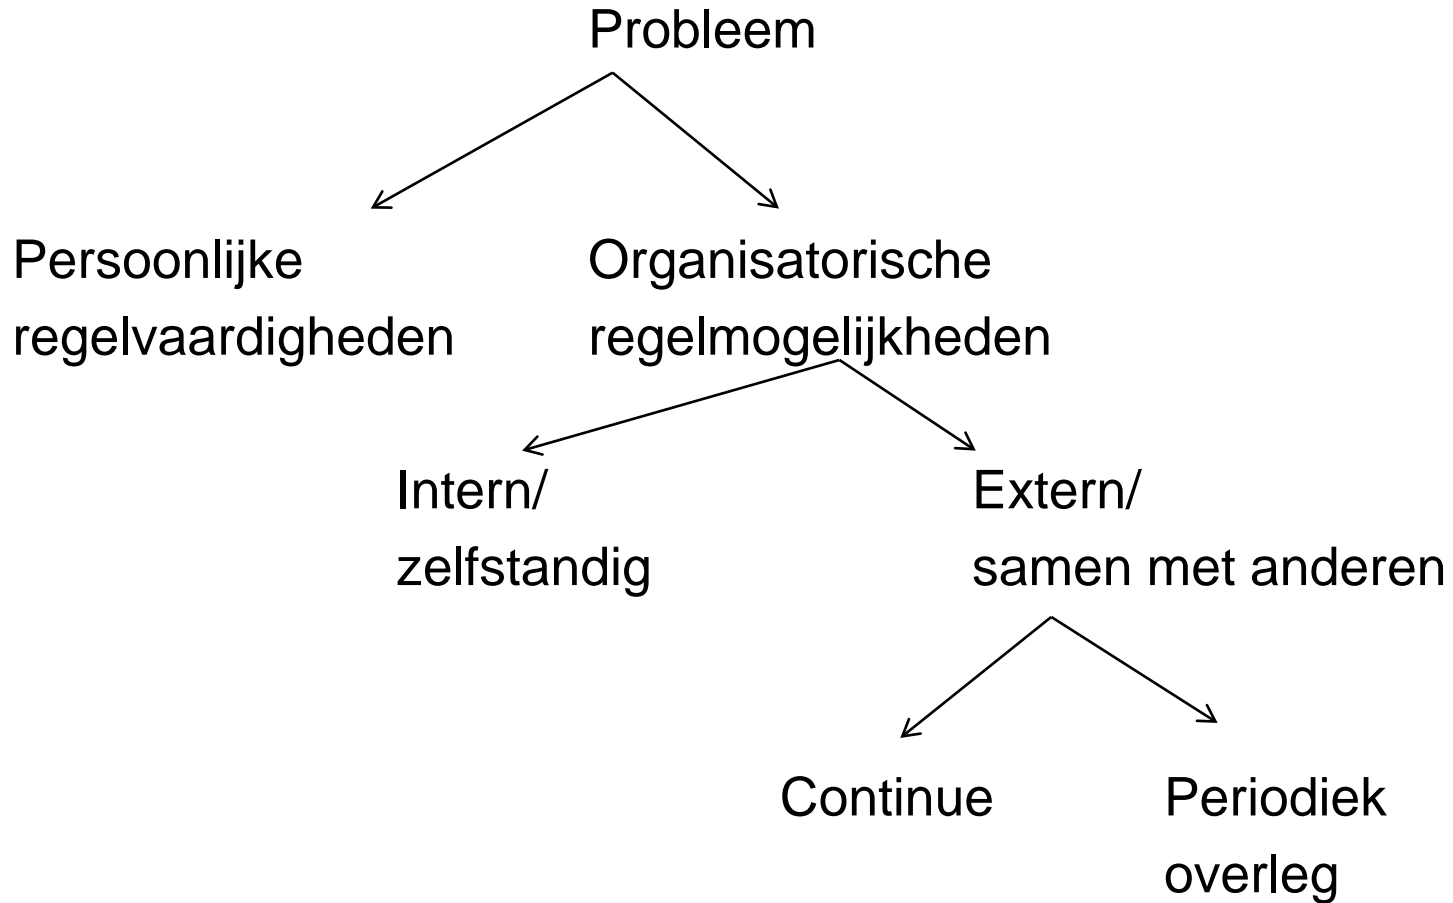 Probleem
Persoonlijke
regelvaardigheden
Organisatorische
regelmogelijkheden
Intern/
zelfstandig
Extern/
samen met anderen
Continue
Periodiek
overleg